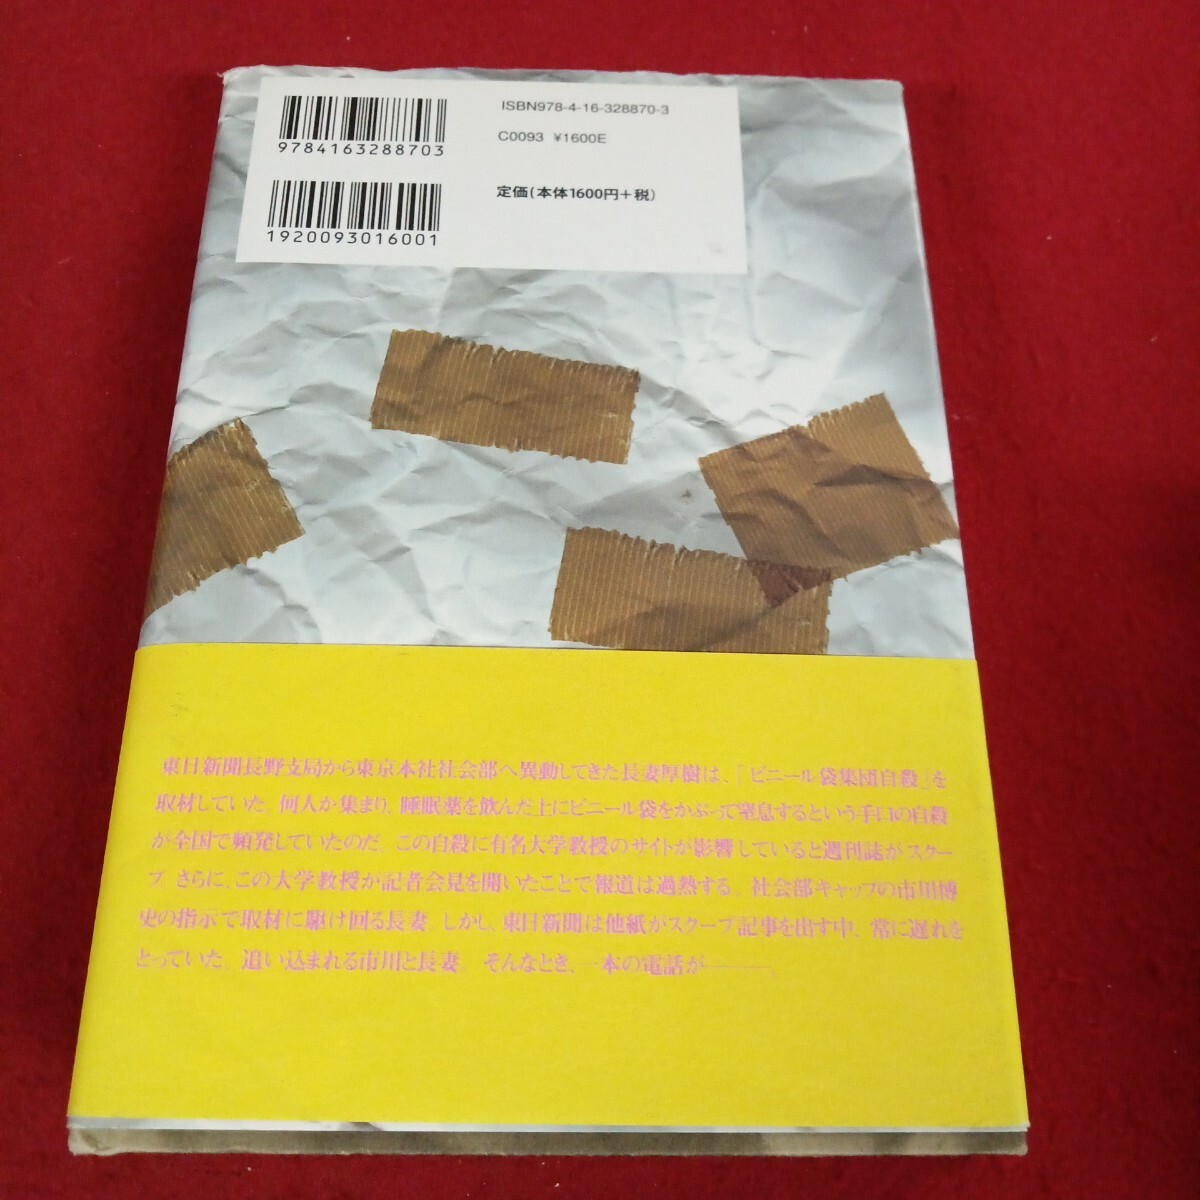 ISBN978-4-16-328870-3
C0093 ¥1600E
9784163288703
定価(本体1600円+税)
1920093016001
東日新聞長野支局から東京本社社会部へ異動してきた長妻厚樹は、「ビニール袋集団自殺」を
取材していた。何人か集まり、睡眠薬を飲んだ上にビニール袋をかぶって窒息するという手口の自殺
が全国で頻発していたのだ。この自殺に有名大学教授のサイトが影響していると週刊誌がスクー
プ。さらに、この大学教授が記者会見を開いたことで報道は過熱する。社会部キャップの市川博
史の指示で取材に駆け回る長妻。しかし、東日新聞は他紙がスクープ記事を出す中、常に遅れを
とっていた。追い込まれる市川と長妻。そんなとき、一本の電話が———。